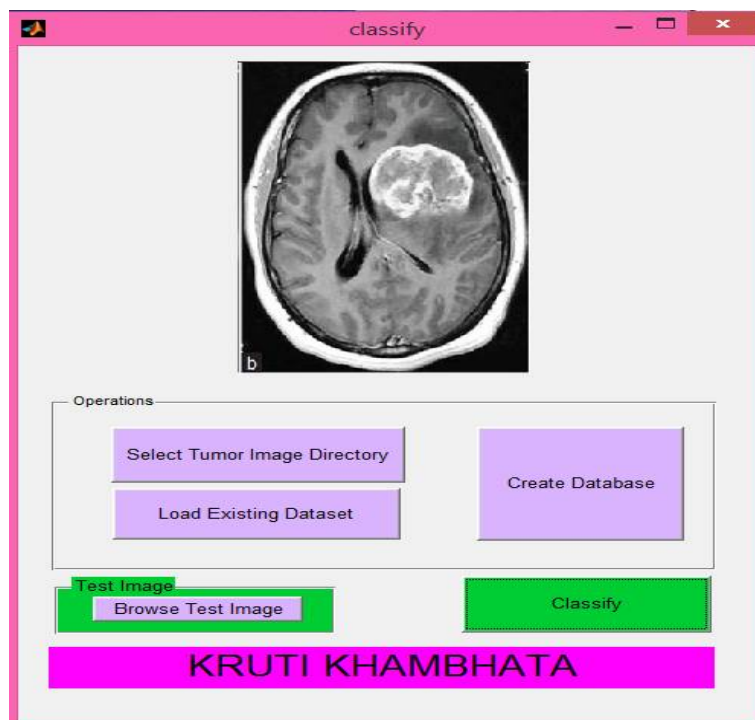 classify
b
Operations
Select Tumor Image Directory
Create Database
Load Existing Dataset
Test Image
Browse Test Image
Classify
KRUTI KHAMBHATA